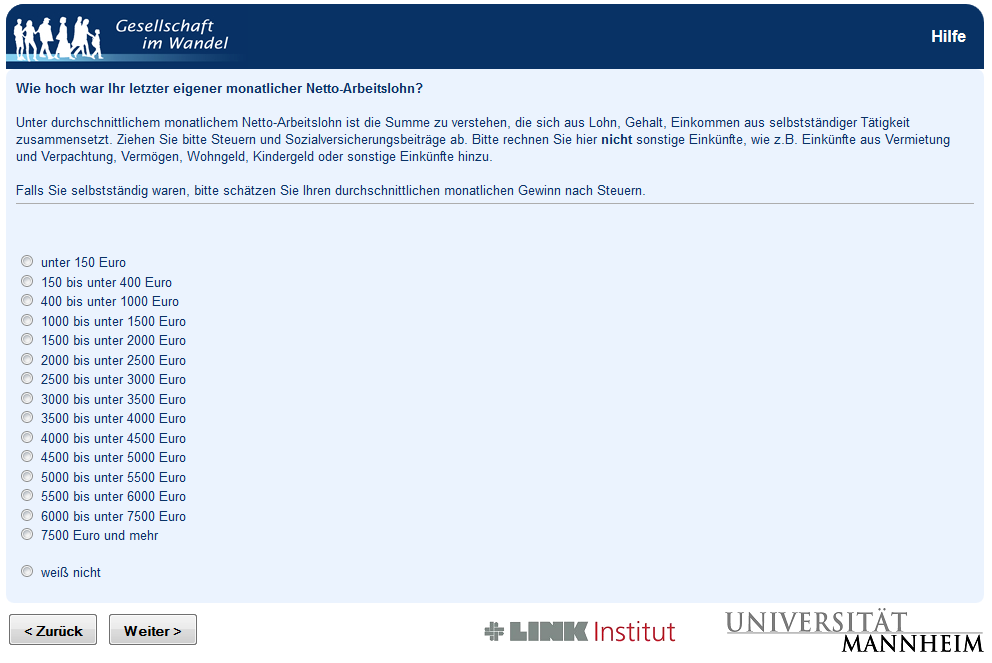 Gesellschaft
im Wandel
Hilfe
Wie hoch war Ihr letzter eigener monatlicher Netto-Arbeitslohn?
Unter durchschnittlichem monatlichem Netto-Arbeitslohn ist die Summe zu verstehen, die sich aus Lohn, Gehalt, Einkommen aus selbstständiger Tätigkeit
zusammensetzt. Ziehen Sie bitte Steuern und Sozialversicherungsbeiträge ab. Bitte rechnen Sie hier nicht sonstige Einkünfte, wie z.B. Einkünfte aus Vermietung
und Verpachtung, Vermögen, Wohngeld, Kindergeld oder sonstige Einkünfte hinzu.
Falls Sie selbstständig waren, bitte schätzen Sie Ihren durchschnittlichen monatlichen Gewinn nach Steuern.
unter 150 Euro
150 bis unter 400 Euro
400 bis unter 1000 Euro
1000 bis unter 1500 Euro
1500 bis unter 2000 Euro
2000 bis unter 2500 Euro
2500 bis unter 3000 Euro
3000 bis unter 3500 Euro
3500 bis unter 4000 Euro
4000 bis unter 4500 Euro
4500 bis unter 5000 Euro
5000 bis unter 5500 Euro
5500 bis unter 6000 Euro
6000 bis unter 7500 Euro
7500 Euro und mehr
weiß nicht
< Zurück
Weiter >
LINK Institut
UNIVERSITÄT
MANNHEIM